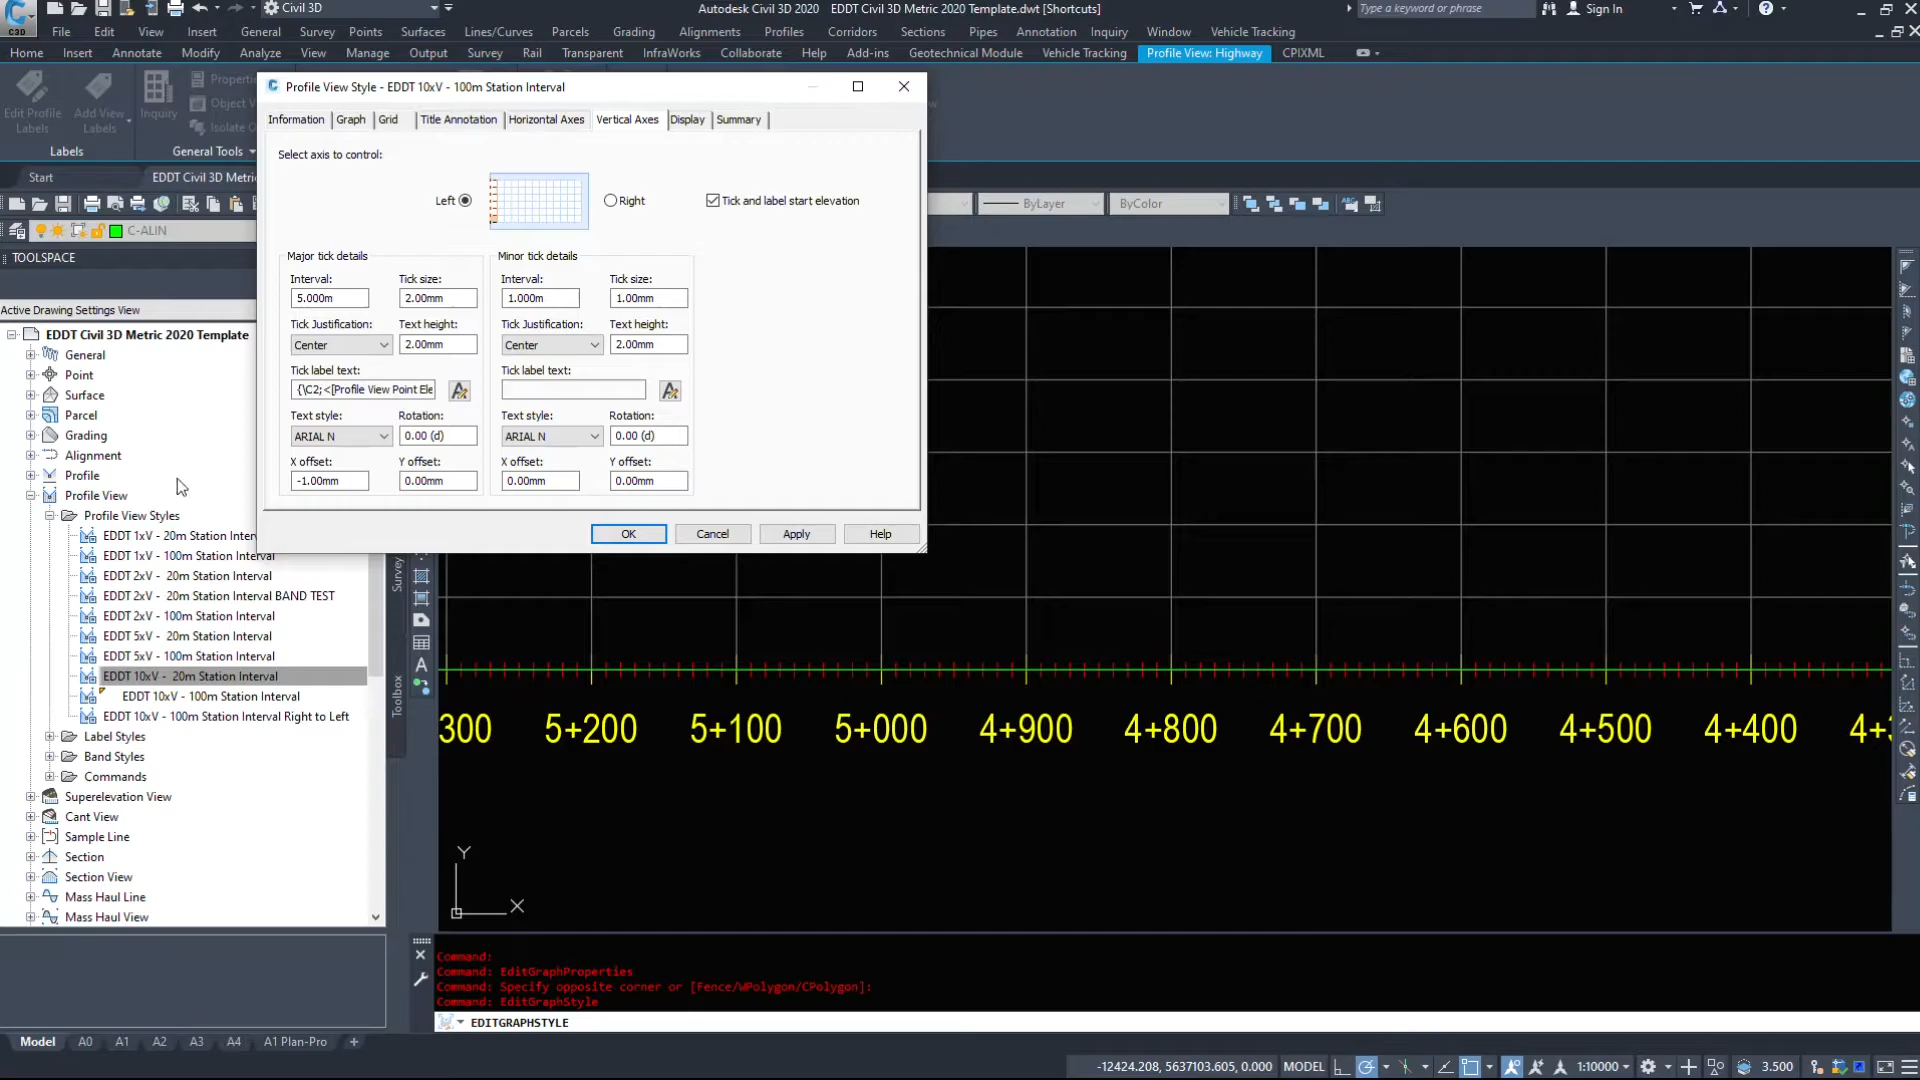 Civil 3D
Autodesk Civil 3D 2020 EDDT Civil 3D Metric 2020 Template.dwt [Shortcuts]
Type a keyword or phrase
Sign In
C3D
File Edit View Insert General Survey Points Surfaces Lines/Curves Parcels Grading Alignments Profiles Corridors Sections Pipes Annotation Inquiry Window Vehicle Tracking
Home Insert Annotate Modify Analyze View Manage Output Survey Rail Transparent InfraWorks Collaborate Help Add-ins Geotechnical Module Vehicle Tracking Profile View: Highway CPIXML
Edit Profile Labels
Add View Labels
Inquiry
Labels
General Tools
Start
EDDT Civil 3D Metri
C-ALIN
ByLayer
ByColor
TOOLSPACE
Active Drawing Settings View
EDDT Civil 3D Metric 2020 Template
General
Point
Surface
Parcel
Grading
Alignment
Profile
Profile View
Profile View Styles
EDDT 1xV - 20m Station Interv
EDDT 1xV - 100m Station Interval
EDDT 2xV - 20m Station Interval
EDDT 2xV - 20m Station Interval BAND TEST
EDDT 2xV - 100m Station Interval
EDDT 5xV - 20m Station Interval
EDDT 5xV - 100m Station Interval
EDDT 10xV - 20m Station Interval
EDDT 10xV - 100m Station Interval
EDDT 10xV - 100m Station Interval Right to Left
Label Styles
Band Styles
Commands
Superelevation View
Cant View
Sample Line
Section
Section View
Mass Haul Line
Mass Haul View
Survey
Toolbox
Profile View Style - EDDT 10xV - 100m Station Interval
Information Graph Grid Title Annotation Horizontal Axes Vertical Axes Display Summary
Select axis to control:
Left
Right
Tick and label start elevation
Major tick details
Interval: Tick size:
5.000m 2.00mm
Tick Justification: Text height:
Center 2.00mm
Tick label text:
{\C2;<[Profile View Point Ele
Text style: Rotation:
ARIAL N 0.00 (d)
X offset: Y offset:
-1.00mm 0.00mm
Minor tick details
Interval: Tick size:
1.000m 1.00mm
Tick Justification: Text height:
Center 2.00mm
Tick label text:
Text style: Rotation:
ARIAL N 0.00 (d)
X offset: Y offset:
0.00mm 0.00mm
OK Cancel Apply Help
300 5+200 5+100 5+000 4+900 4+800 4+700 4+600 4+500 4+400
Y
X
Command:
Command: EditGraphProperties
Command: Specify opposite corner or [Fence/WPolygon/CPolygon]:
Command: EditGraphStyle
EDITGRAPHSTYLE
Model A0 A1 A2 A3 A4 A1 Plan-Pro +
-12424.208, 5637103.605, 0.000 MODEL 1:10000 3.500